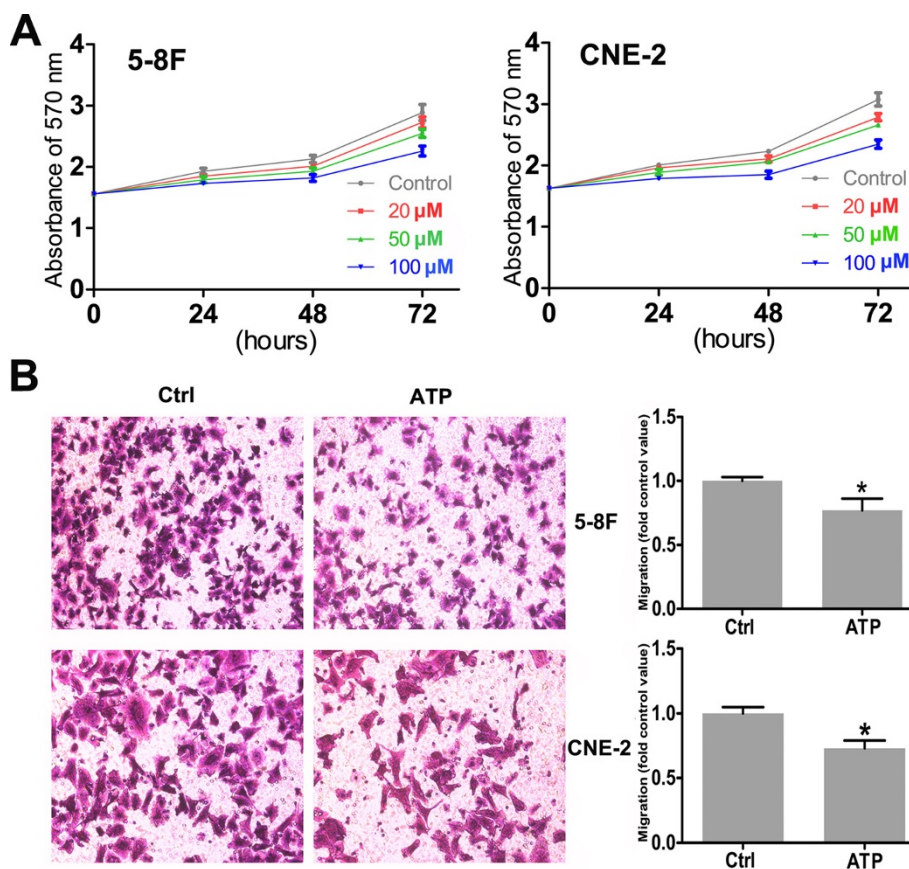 A
5-8F
Absorbance of 570 nm
4
3
2
1
0
0
24
48
72
(hours)
Control
20 µM
50 µM
100 µM
CNE-2
Absorbance of 570 nm
4
3
2
1
0
0
24
48
72
(hours)
Control
20 µM
50 µM
100 µM
B
Ctrl
ATP
5-8F
Migration (fold control value)
1.5
1.0
0.5
0.0
*
Ctrl
ATP
CNE-2
Migration (fold control value)
1.5
1.0
0.5
0.0
*
Ctrl
ATP